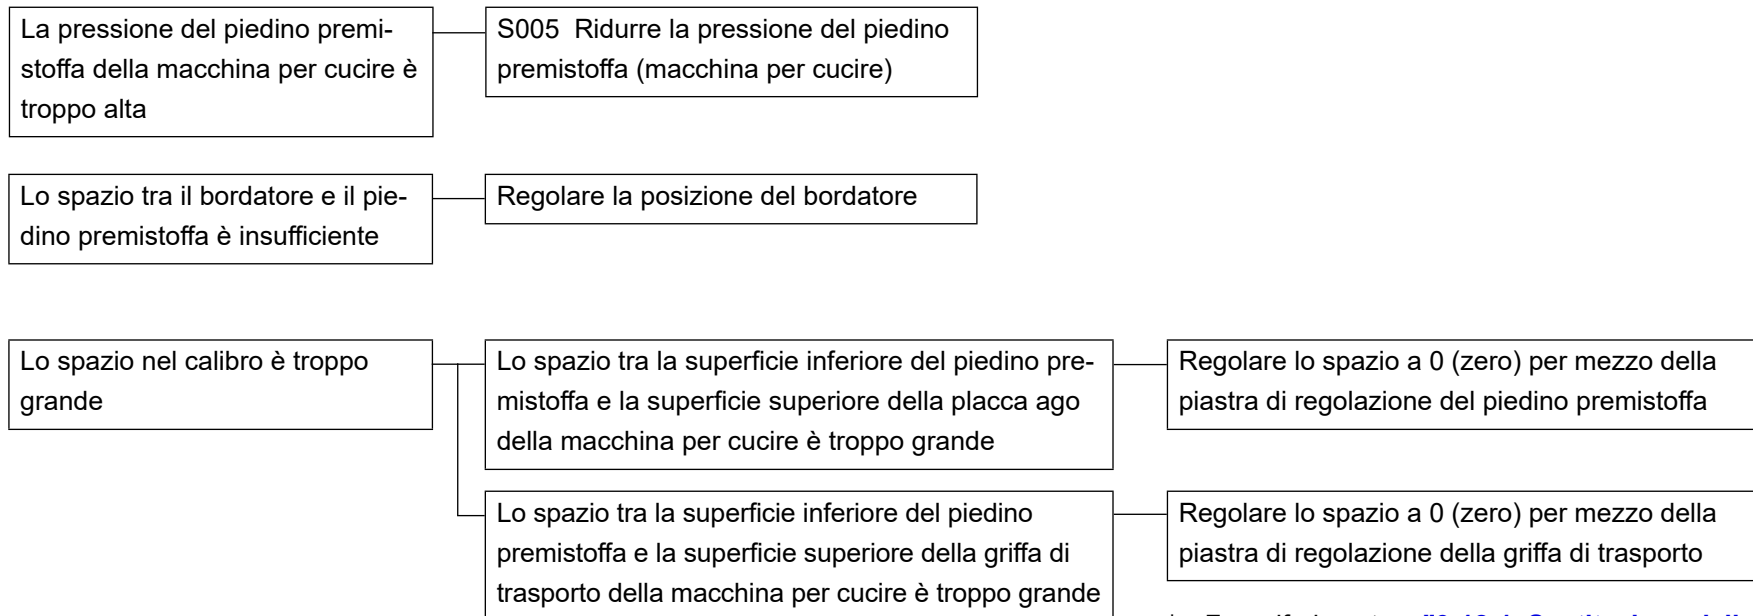 La pressione del piedino premi-
stoffa della macchina per cucire è
troppo alta
S005 Ridurre la pressione del piedino
premistoffa (macchina per cucire)
Lo spazio tra il bordatore e il pie-
dino premistoffa è insufficiente
Regolare la posizione del bordatore
Lo spazio nel calibro è troppo
grande
Lo spazio tra la superficie inferiore del piedino pre-
mistoffa e la superficie superiore della placca ago
della macchina per cucire è troppo grande
Regolare lo spazio a 0 (zero) per mezzo della
piastra di regolazione del piedino premistoffa
Lo spazio tra la superficie inferiore del piedino
premistoffa e la superficie superiore della griffa di
trasporto della macchina per cucire è troppo grande
Regolare lo spazio a 0 (zero) per mezzo della
piastra di regolazione della griffa di trasporto